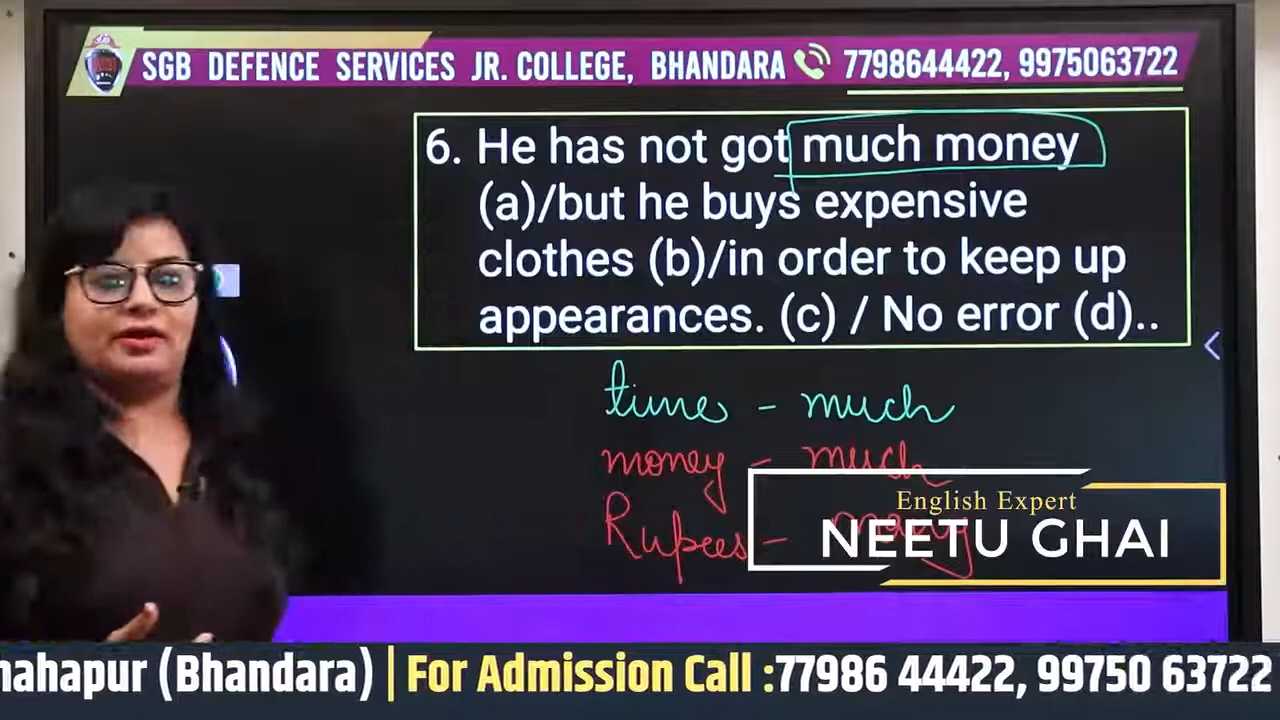 SGB DEFENCE SERVICES JR. COLLEGE, BHANDARA 7798644422, 9975063722
6. He has not got much money
(a)/but he buys expensive
clothes (b)/in order to keep up
appearances. (c) / No error (d)..
time - much
money - much
Rupees - many
English Expert
NEETU GHAI
(Bhandara) | For Admission Call :77986 44422, 99750 63722